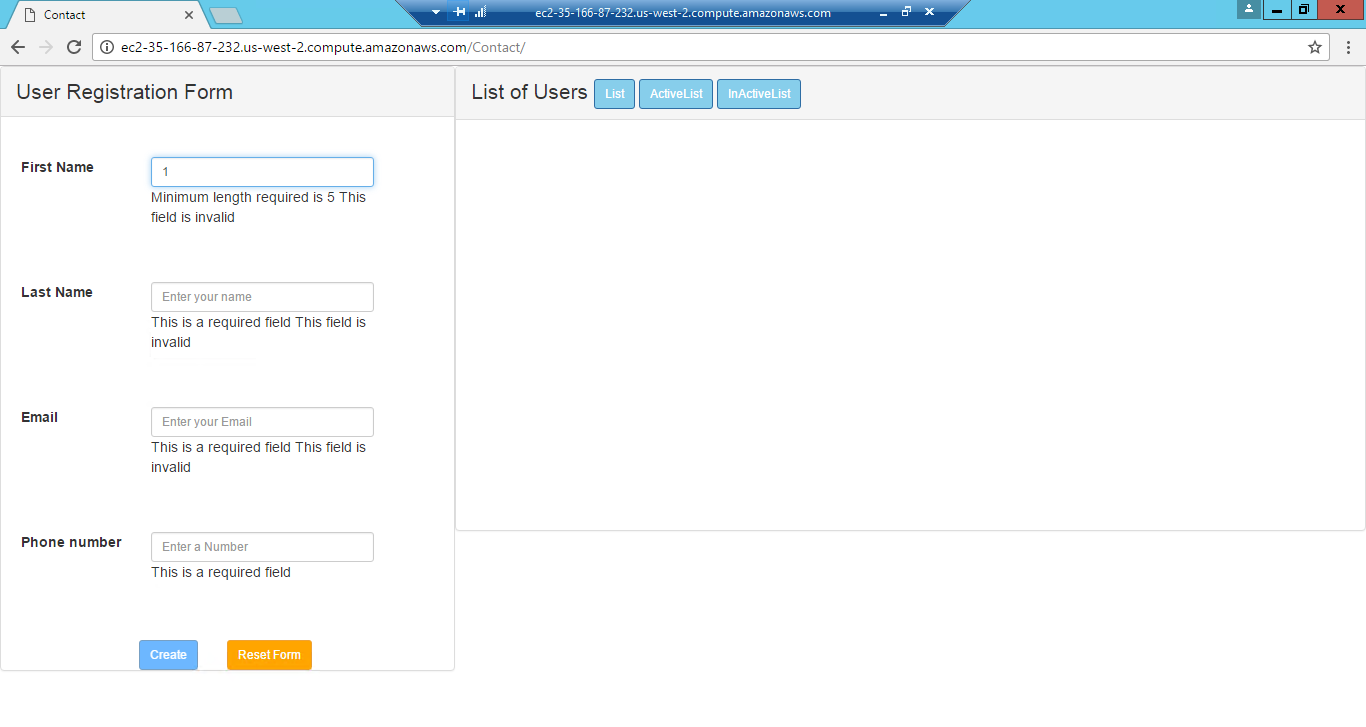 Contact
ec2-35-166-87-232.us-west-2.compute.amazonaws.com
ec2-35-166-87-232.us-west-2.compute.amazonaws.com/Contact/
User Registration Form
First Name
1
Minimum length required is 5 This
field is invalid
Last Name
Enter your name
This is a required field This field is
invalid
Email
Enter your Email
This is a required field This field is
invalid
Phone number
Enter a Number
This is a required field
Create Reset Form
List of Users List ActiveList InActiveList